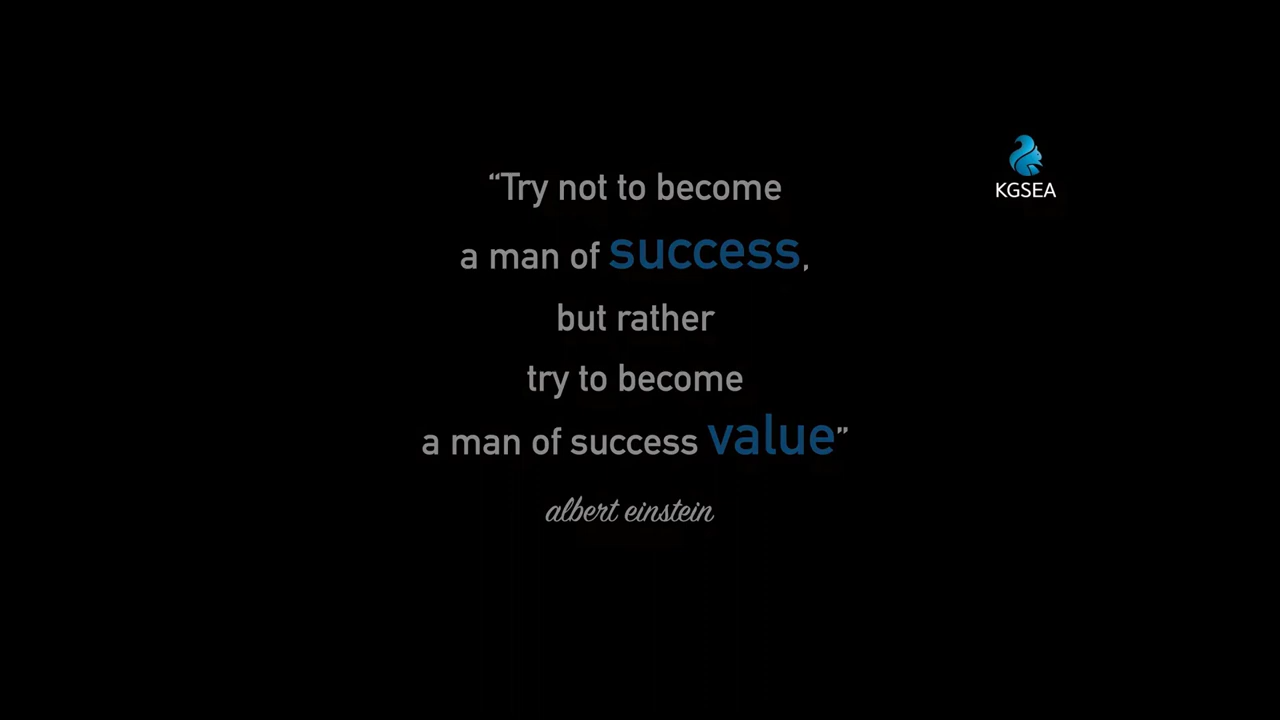 “Try not to become
a man of success,
but rather
try to become
a man of success value”
albert einstein
KGSEA